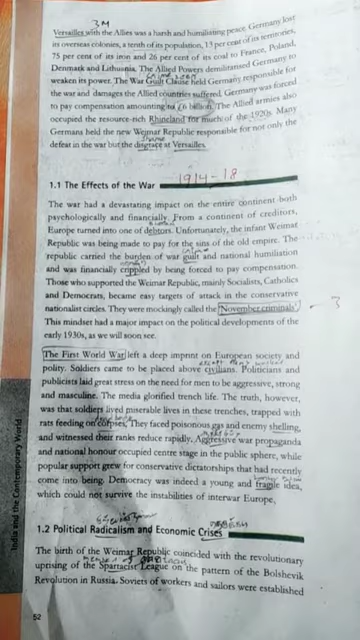 3M
Versailles with the Allies was a harsh and humiliating peace. Germany lost
its overseas colonies, a tenth of its population, 13 per cent of its territories,
75 per cent of its iron and 26 per cent of its coal to France, Poland,
Denmark and Lithuania. The Allied Powers demilitarised Germany to
weaken its power. The War Guilt Clause held Germany responsible for
the war and damages the Allied countries suffered. Germany was forced
to pay compensation amounting to £6 billion. The Allied armies also
occupied the resource-rich Rhineland for much of the 1920s. Many
Germans held the new Weimar Republic responsible for not only the
defeat in the war but the disgrace at Versailles.
1914-18
1.1 The Effects of the War
The war had a devastating impact on the entire continent both
psychologically and financially. From a continent of creditors,
Europe turned into one of debtors. Unfortunately, the infant Weimar
Republic was being made to pay for the sins of the old empire. The
republic carried the burden of war guilt and national humiliation
and was financially crippled by being forced to pay compensation.
Those who supported the Weimar Republic, mainly Socialists, Catholics
and Democrats, became easy targets of attack in the conservative
nationalist circles. They were mockingly called the 'November criminals'. - 3
This mindset had a major impact on the political developments of the
early 1930s, as we will soon see.
The First World War left a deep imprint on European society and
polity. Soldiers came to be placed above civilians. Politicians and
publicists laid great stress on the need for men to be aggressive, strong
and masculine. The media glorified trench life. The truth, however,
was that soldiers lived miserable lives in these trenches, trapped with
rats feeding on corpses. They faced poisonous gas and enemy shelling,
and witnessed their ranks reduce rapidly. Aggressive war propaganda
and national honour occupied centre stage in the public sphere, while
popular support grew for conservative dictatorships that had recently
come into being. Democracy was indeed a young and fragile idea,
which could not survive the instabilities of interwar Europe.
1.2 Political Radicalism and Economic Crises
The birth of the Weimar Republic coincided with the revolutionary
uprising of the Spartacist League on the pattern of the Bolshevik
Revolution in Russia. Soviets of workers and sailors were established
India and the Contemporary World
52